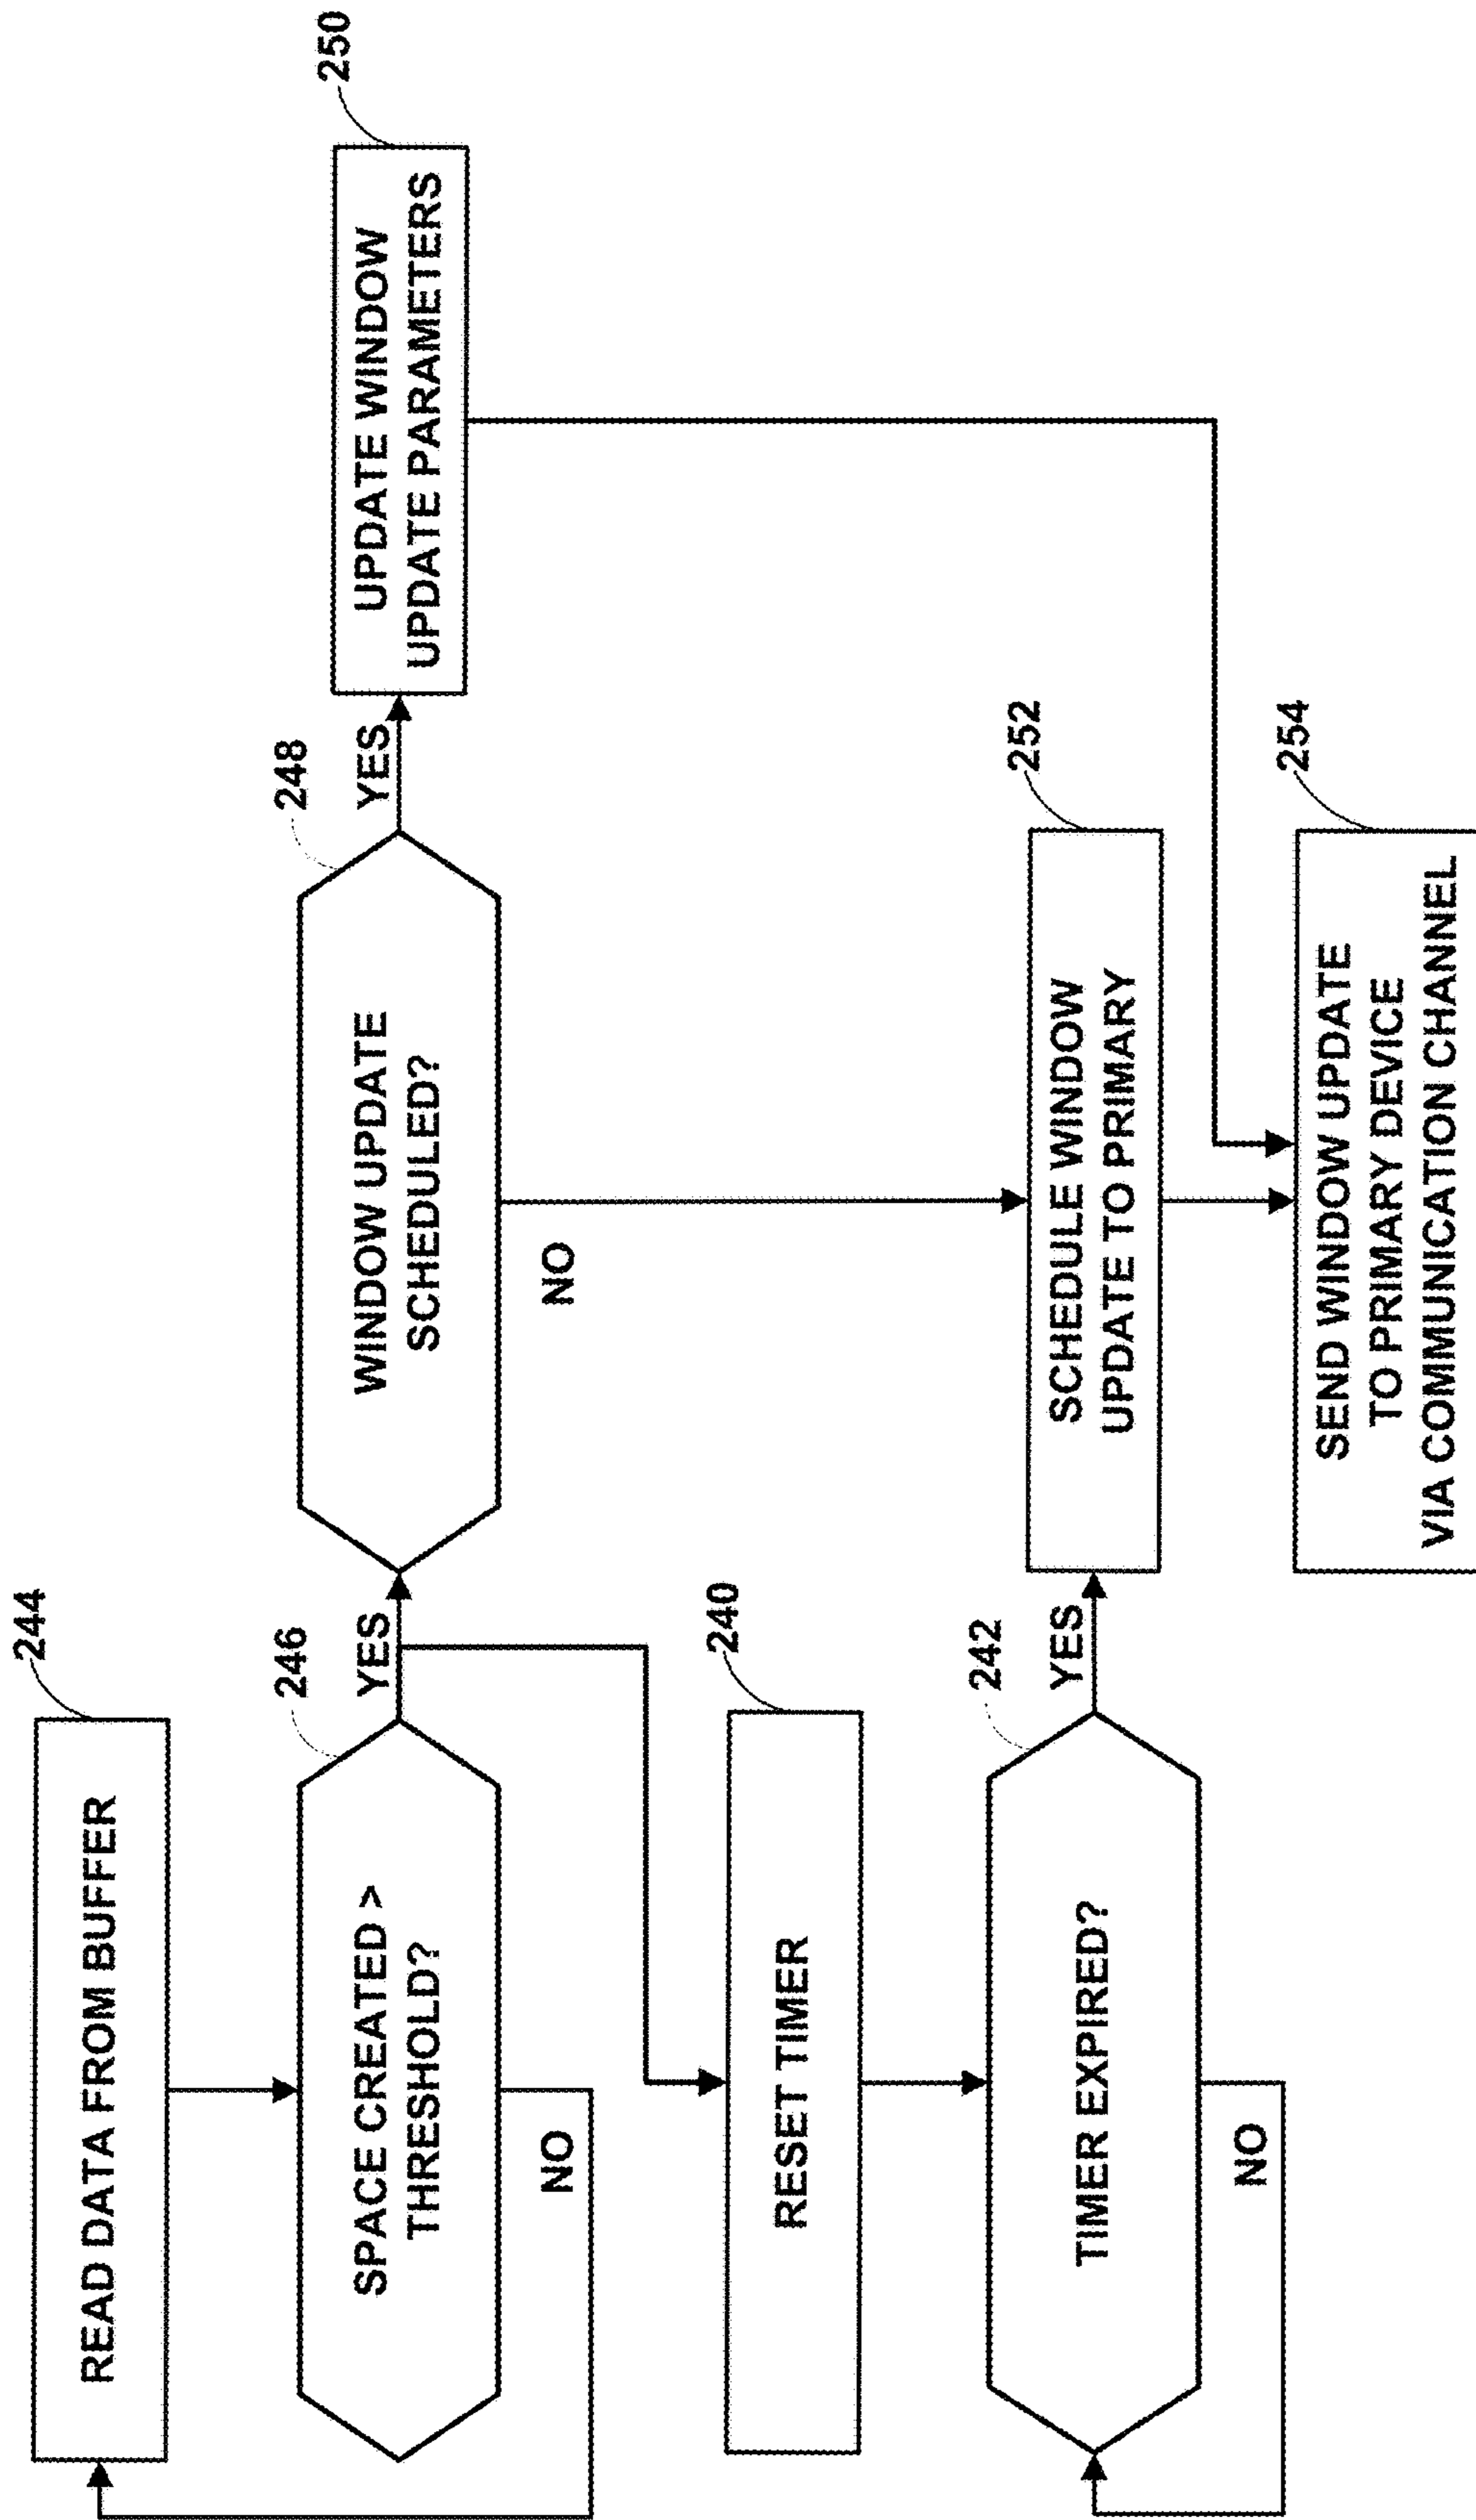 244
READ DATA FROM BUFFER
246
SPACE CREATED >
THRESHOLD?
YES
NO
248
WINDOW UPDATE
SCHEDULED?
YES
NO
250
UPDATE WINDOW
UPDATE PARAMETERS
240
RESET TIMER
242
TIMER EXPIRED?
YES
NO
252
SCHEDULE WINDOW
UPDATE TO PRIMARY
254
SEND WINDOW UPDATE
TO PRIMARY DEVICE
VIA COMMUNICATION CHANNEL